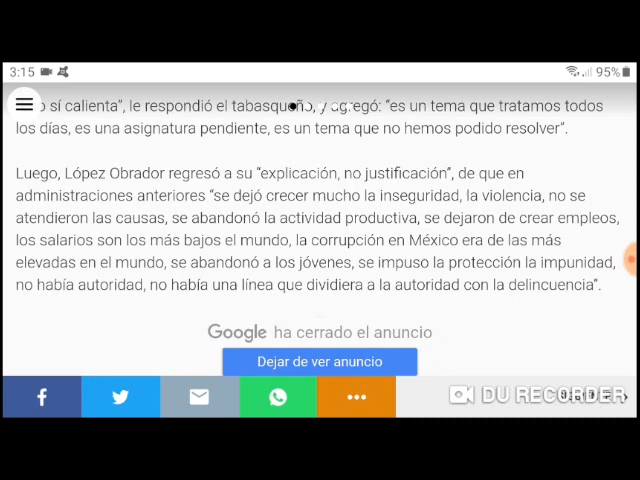 3:15
95%
o sí calienta”, le respondió el tabasqueño, y agregó: “es un tema que tratamos todos
los días, es una asignatura pendiente, es un tema que no hemos podido resolver”.
Luego, López Obrador regresó a su “explicación, no justificación”, de que en
administraciones anteriores “se dejó crecer mucho la inseguridad, la violencia, no se
atendieron las causas, se abandonó la actividad productiva, se dejaron de crear empleos,
los salarios son los más bajos el mundo, la corrupción en México era de las más
elevadas en el mundo, se abandonó a los jóvenes, se impuso la protección la impunidad,
no había autoridad, no había una línea que dividiera a la autoridad con la delincuencia”.
Google ha cerrado el anuncio
Dejar de ver anuncio
DU RECORDER